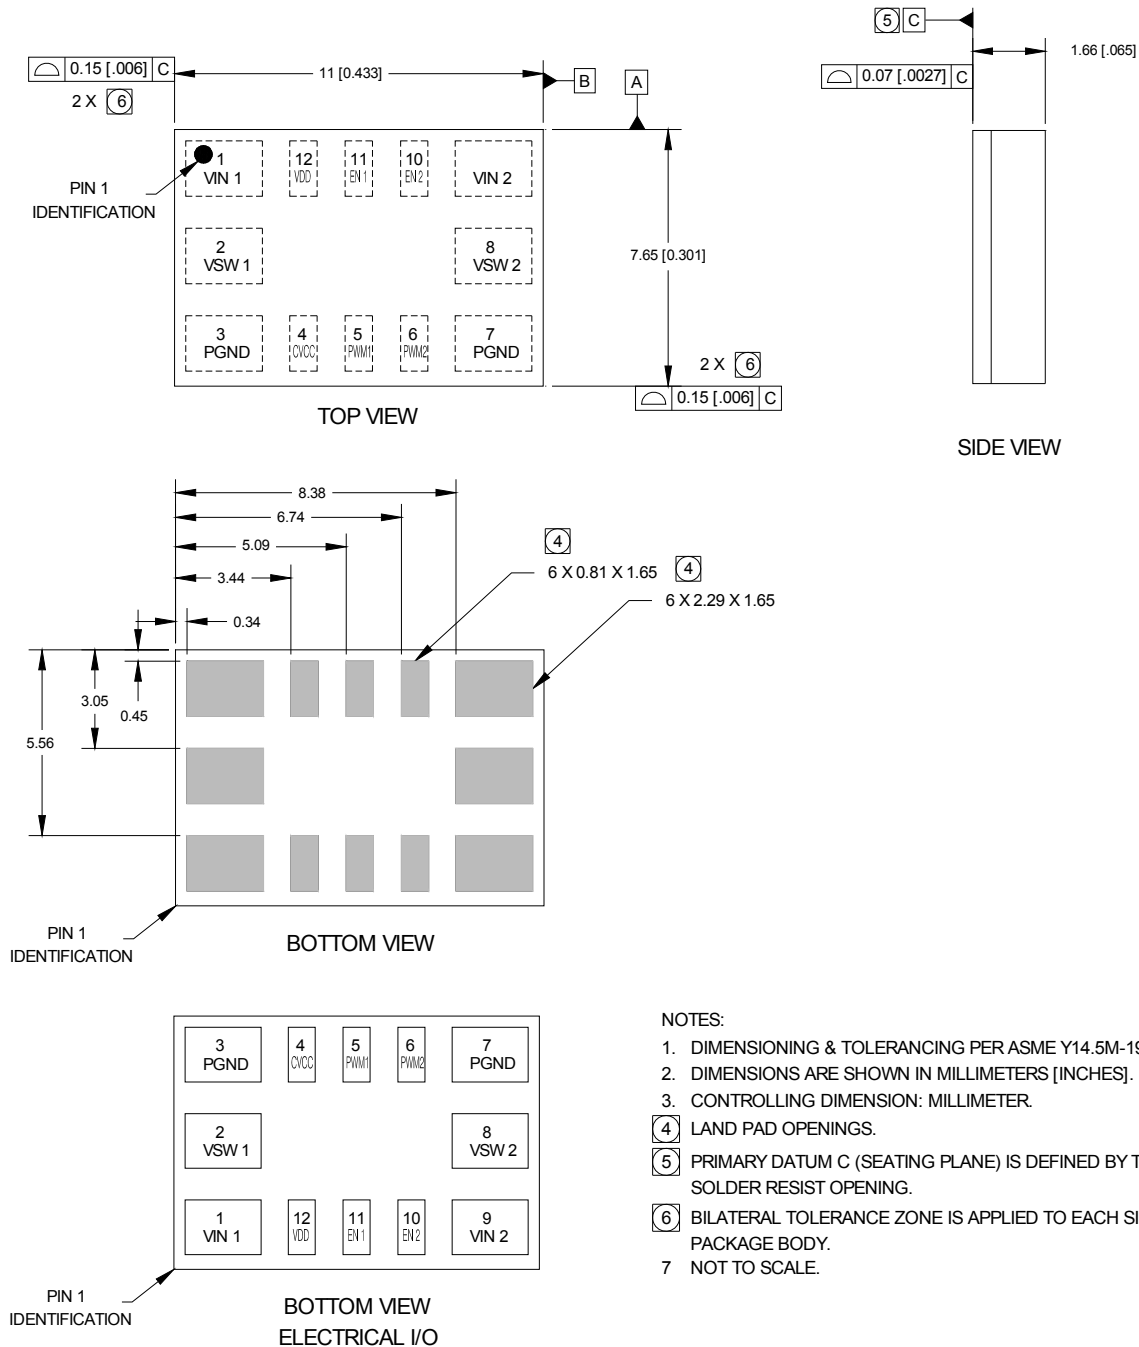 5 C
1.66 [.065]
0.15 [.006] C
11 [0.433]
B
A
0.07 [.0027] C
2 X 6
PIN 1
IDENTIFICATION
1
VIN 1
12
VDD
11
EN 1
10
EN 2
VIN 2
2
VSW 1
8
VSW 2
7.65 [0.301]
3
PGND
4
CVCC
5
PWM1
6
PWM2
7
PGND
2 X 6
0.15 [.006] C
TOP VIEW
SIDE VIEW
8.38
6.74
5.09
3.44
0.34
4
6 X 0.81 X 1.65
4
6 X 2.29 X 1.65
3.05
0.45
5.56
PIN 1
IDENTIFICATION
BOTTOM VIEW
3
PGND
4
CVCC
5
PWM1
6
PWM2
7
PGND
2
VSW 1
8
VSW 2
1
VIN 1
12
VDD
11
EN 1
10
EN 2
9
VIN 2
PIN 1
IDENTIFICATION
BOTTOM VIEW
ELECTRICAL I/O
NOTES:
1. DIMENSIONING & TOLERANCING PER ASME Y14.5M-19
2. DIMENSIONS ARE SHOWN IN MILLIMETERS [INCHES].
3. CONTROLLING DIMENSION: MILLIMETER.
4 LAND PAD OPENINGS.
5 PRIMARY DATUM C (SEATING PLANE) IS DEFINED BY T
SOLDER RESIST OPENING.
6 BILATERAL TOLERANCE ZONE IS APPLIED TO EACH SI
PACKAGE BODY.
7 NOT TO SCALE.